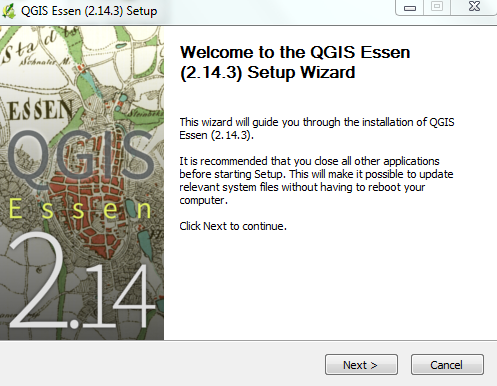 QGIS Essen (2.14.3) Setup
Welcome to the QGIS Essen
(2.14.3) Setup Wizard
This wizard will guide you through the installation of QGIS
Essen (2.14.3).
It is recommended that you close all other applications
before starting Setup. This will make it possible to update
relevant system files without having to reboot your
computer.
Click Next to continue.
ESSEN
QGIS
Essen
2.14
Next >
Cancel